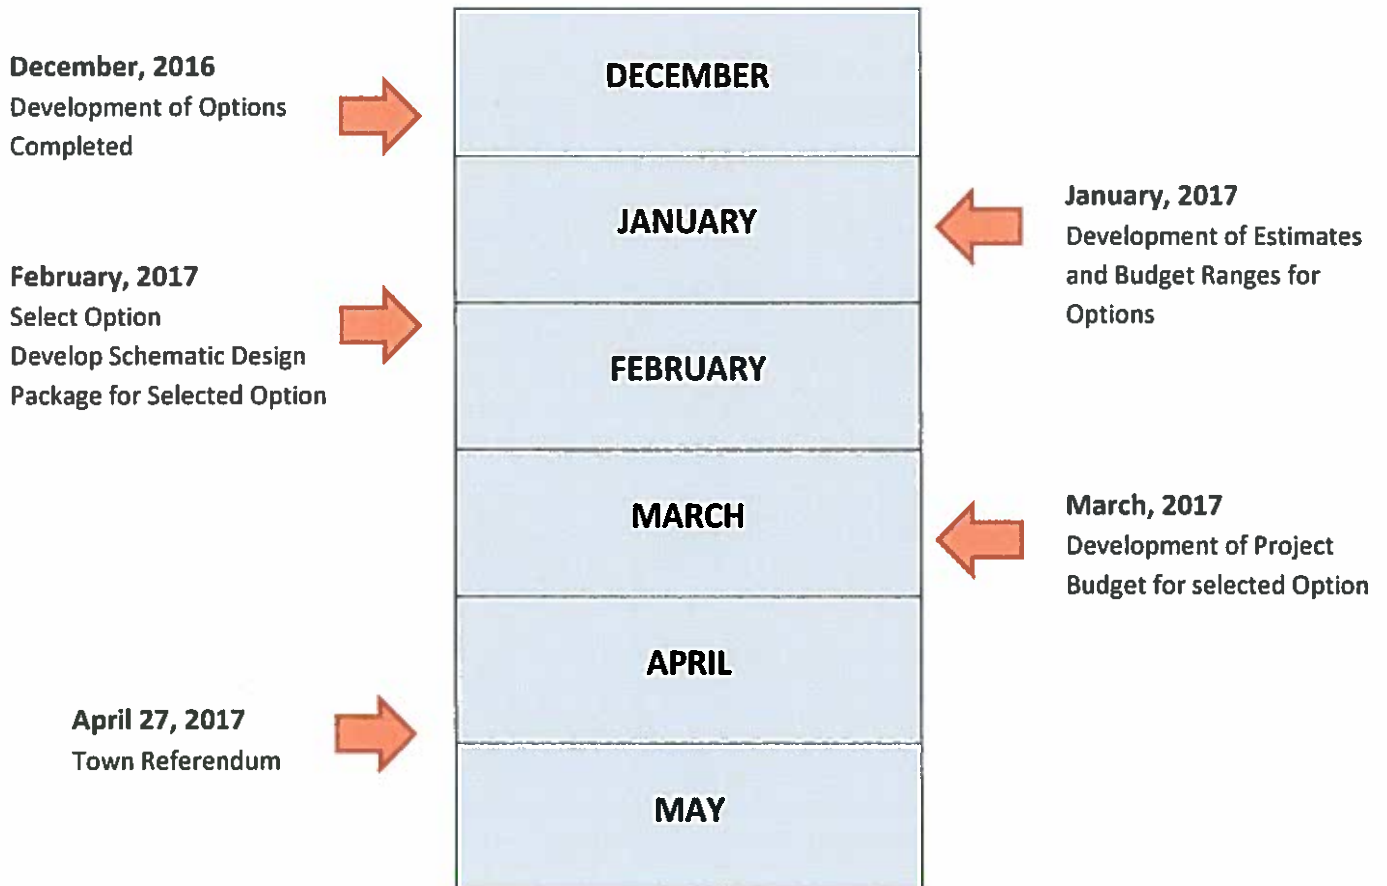 December, 2016
Development of Options
Completed
DECEMBER
JANUARY
January, 2017
Development of Estimates
and Budget Ranges for
Options
February, 2017
Select Option
Develop Schematic Design
Package for Selected Option
FEBRUARY
MARCH
March, 2017
Development of Project
Budget for selected Option
APRIL
April 27, 2017
Town Referendum
MAY